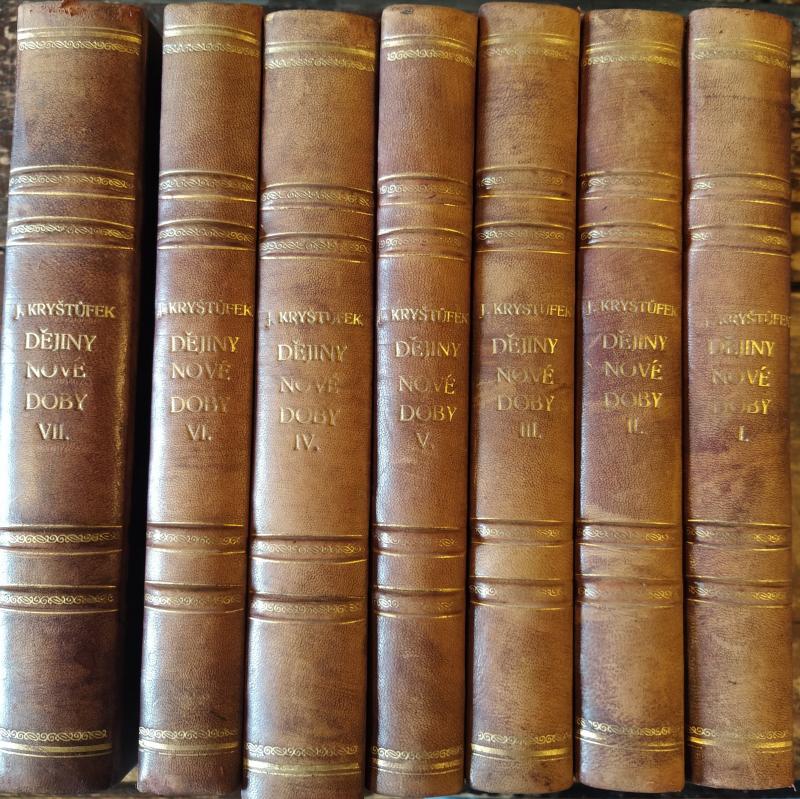 J. KRYŠTŮFEK
DĚJINY
NOVÉ
DOBY
VII.
J. KRYŠTŮFEK
DĚJINY
NOVÉ
DOBY
VI.
J. KRYŠTŮFEK
DĚJINY
NOVÉ
DOBY
IV.
J. KRYŠTŮFEK
DĚJINY
NOVÉ
DOBY
V.
J. KRYŠTŮFEK
DĚJINY
NOVÉ
DOBY
III.
J. KRYŠTŮFEK
DĚJINY
NOVÉ
DOBY
II.
J. KRYŠTŮFEK
DĚJINY
NOVÉ
DOBY
I.